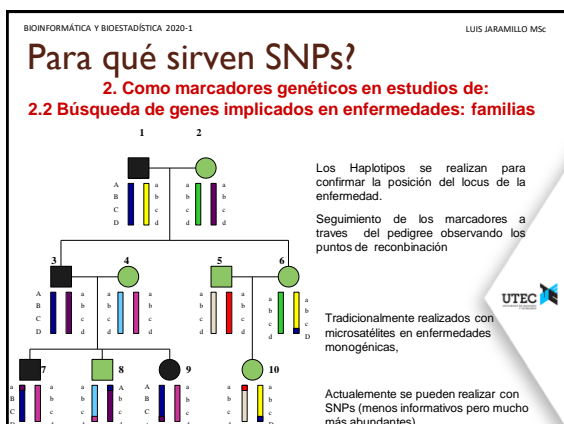 BIOINFORMÁTICA Y BIOESTADÍSTICA 2020-1 LUIS JARAMILLO MSc
Para qué sirven SNPs?
2. Como marcadores genéticos en estudios de:
2.2 Búsqueda de genes implicados en enfermedades: familias
1 2
A a a a
B b b b
C c c c
D d d d
Los Haplotipos se realizan para
confirmar la posición del locus de la
enfermedad.
Seguimiento de los marcadores a
traves del pedigree observando los
puntos de reconbinación
3 4 5 6
A a a a a a a a
B b b b b b b b
C c c c c c c c
D d d d d d d D
UTEC
Tradicionalmente realizados con
microsatélites en enfermedades
monogénicas,
7 8 9 10
a a a A A a a a
B b b b B b b b
C c c c C c c c
D d d d d d d D
Actualemente se pueden realizar con
SNPs (menos informativos pero mucho
más abundantes)